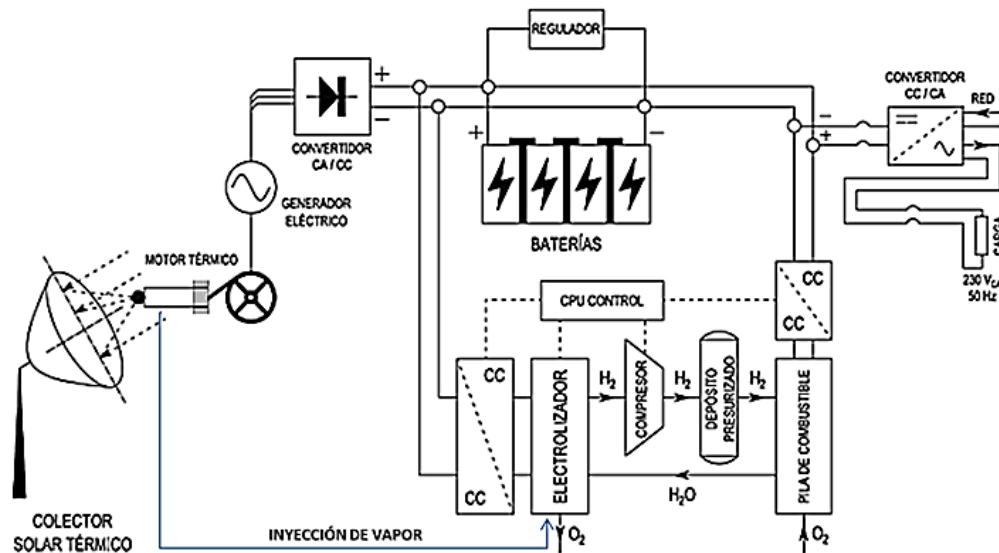 REGULADOR
CONVERTIDOR
CC / CA
RED
+
−
+
−
−
+
CONVERTIDOR
CA / CC
GENERADOR
ELÉCTRICO
BATERÍAS
MOTOR TÉRMICO
CARGA
230 VCA
50 Hz
CPU CONTROL
CC
CC
CC
CC
ELECTROLIZADOR
H₂
COMPRESOR
H₂
DEPÓSITO
PRESURIZADO
H₂
PILA DE COMBUSTIBLE
H₂O
COLECTOR
SOLAR TÉRMICO
INYECCIÓN DE VAPOR
O₂
O₂